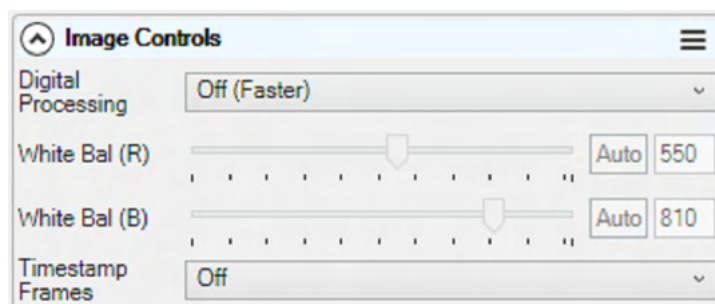 Image Controls
Digital
Processing
Off (Faster)
White Bal (R)
Auto
550
White Bal (B)
Auto
810
Timestamp
Frames
Off